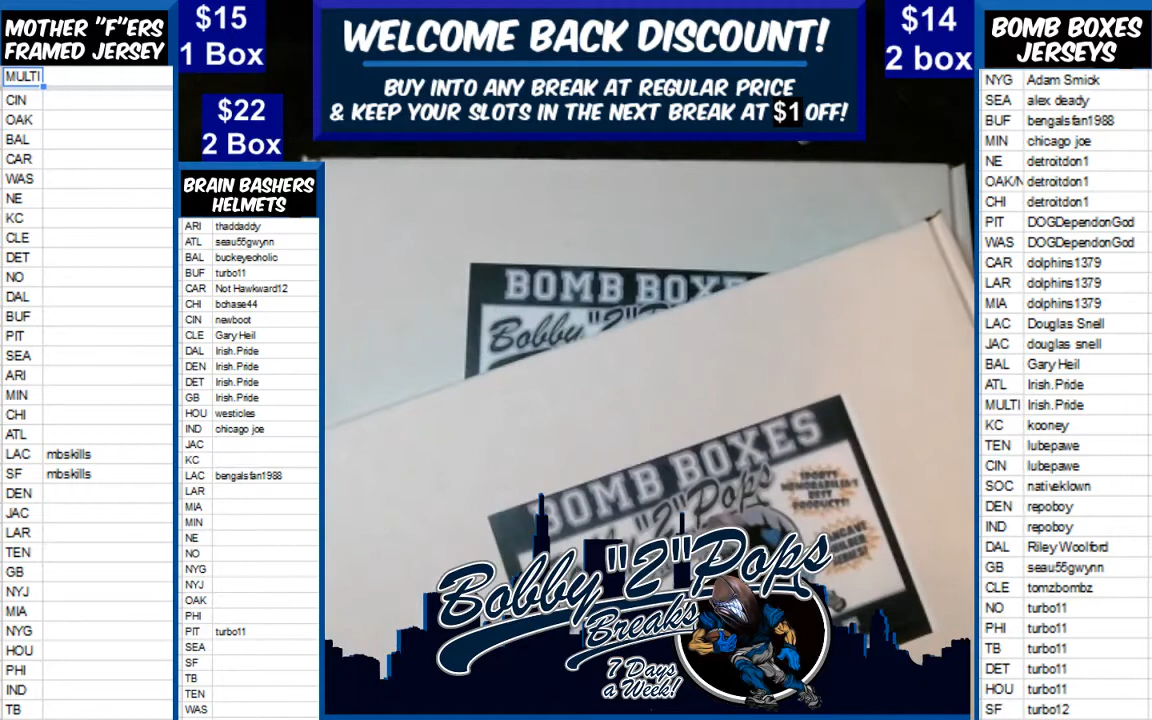 MOTHER "F"ERS
FRAMED JERSEY
MULTI
CIN
OAK
BAL
CAR
WAS
NE
KC
CLE
DET
NO
DAL
BUF
PIT
SEA
ARI
MIN
CHI
ATL
LAC mbskills
SF mbskills
DEN
JAC
LAR
TEN
GB
NYJ
MIA
NYG
HOU
PHI
IND
TB
$15
1 Box
$22
2 Box
BRAIN BASHERS
HELMETS
ARI thaddaddy
ATL seau55gwynn
BAL buckeyeoholic
BUF turbo11
CAR Not Hawkward12
CHI bchase44
CIN newboot
CLE Gary Heil
DAL Irish.Pride
DEN Irish.Pride
DET Irish.Pride
GB Irish.Pride
HOU westicles
IND chicago joe
JAC
KC
LAC bengalsfan1988
LAR
MIA
MIN
NE
NO
NYG
NYJ
OAK
PHI
PIT turbo11
SEA
SF
TB
TEN
WAS
WELCOME BACK DISCOUNT!
BUY INTO ANY BREAK AT REGULAR PRICE
& KEEP YOUR SLOTS IN THE NEXT BREAK AT $1 OFF!
BOMB BOXES
Bobby "2"
BOMB BOXES
"2" Pops
SPORTS
MEMORABILIA'S
BEST
PRODUCTS!
Bobby "2" Pops
Breaks
7 Days
a Week!
$14
2 box
BOMB BOXES
JERSEYS
NYG Adam Smick
SEA alex deady
BUF bengalsfan1988
MIN chicago joe
NE detroitdon1
OAK/N detroitdon1
CHI detroitdon1
PIT DOGDependonGod
WAS DOGDependonGod
CAR dolphins1379
LAR dolphins1379
MIA dolphins1379
LAC Douglas Snell
JAC douglas snell
BAL Gary Heil
ATL Irish.Pride
MULTI Irish.Pride
KC kooney
TEN lubepawe
CIN lubepawe
SOC nativeklown
DEN repoboy
IND repoboy
DAL Riley Woolford
GB seau55gwynn
CLE tomzbombz
NO turbo11
PHI turbo11
TB turbo11
DET turbo11
HOU turbo11
SF turbo12